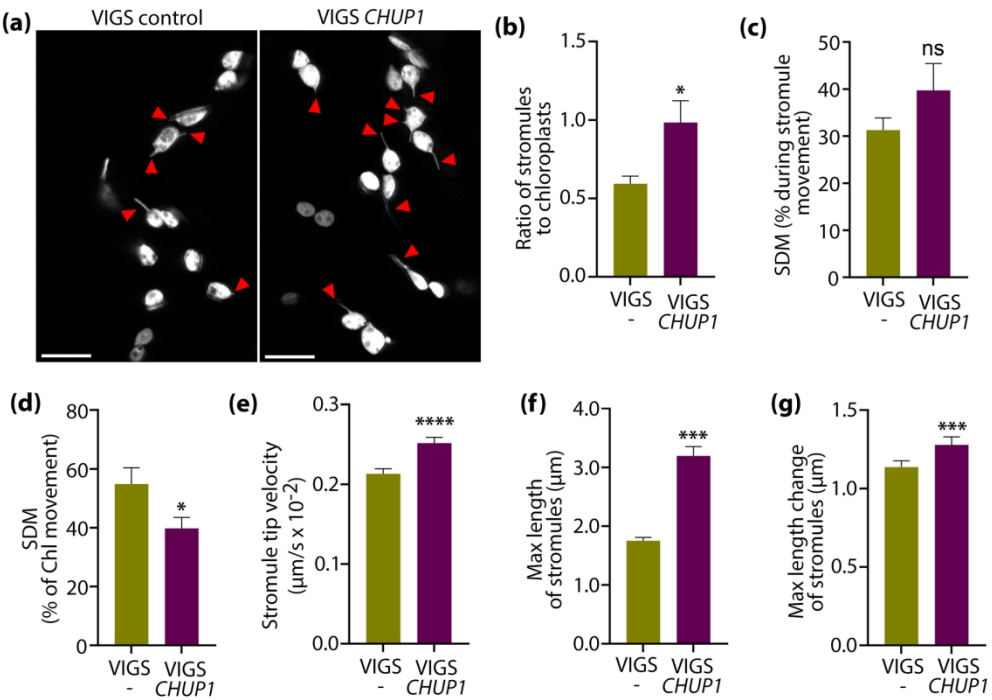 (a)
VIGS control
VIGS CHUP1
(b)
Ratio of stromules
to chloroplasts
1.5
1.0
0.5
0.0
*
VIGS
-
VIGS
CHUP1
(c)
SDM (% during stromule
movement)
50
40
30
20
10
0
ns
VIGS
-
VIGS
CHUP1
(d)
SDM
(% of Chl movement)
80
60
40
20
0
*
VIGS
-
VIGS
CHUP1
(e)
Stromule tip velocity
(μm/s x 10-2)
0.3
0.2
0.1
0.0
****
VIGS
-
VIGS
CHUP1
(f)
Max length
of stromules (μm)
4.0
3.0
2.0
1.0
0.0
***
VIGS
-
VIGS
CHUP1
(g)
Max length change
of stromules (μm)
1.5
1.0
0.5
0.0
***
VIGS
-
VIGS
CHUP1